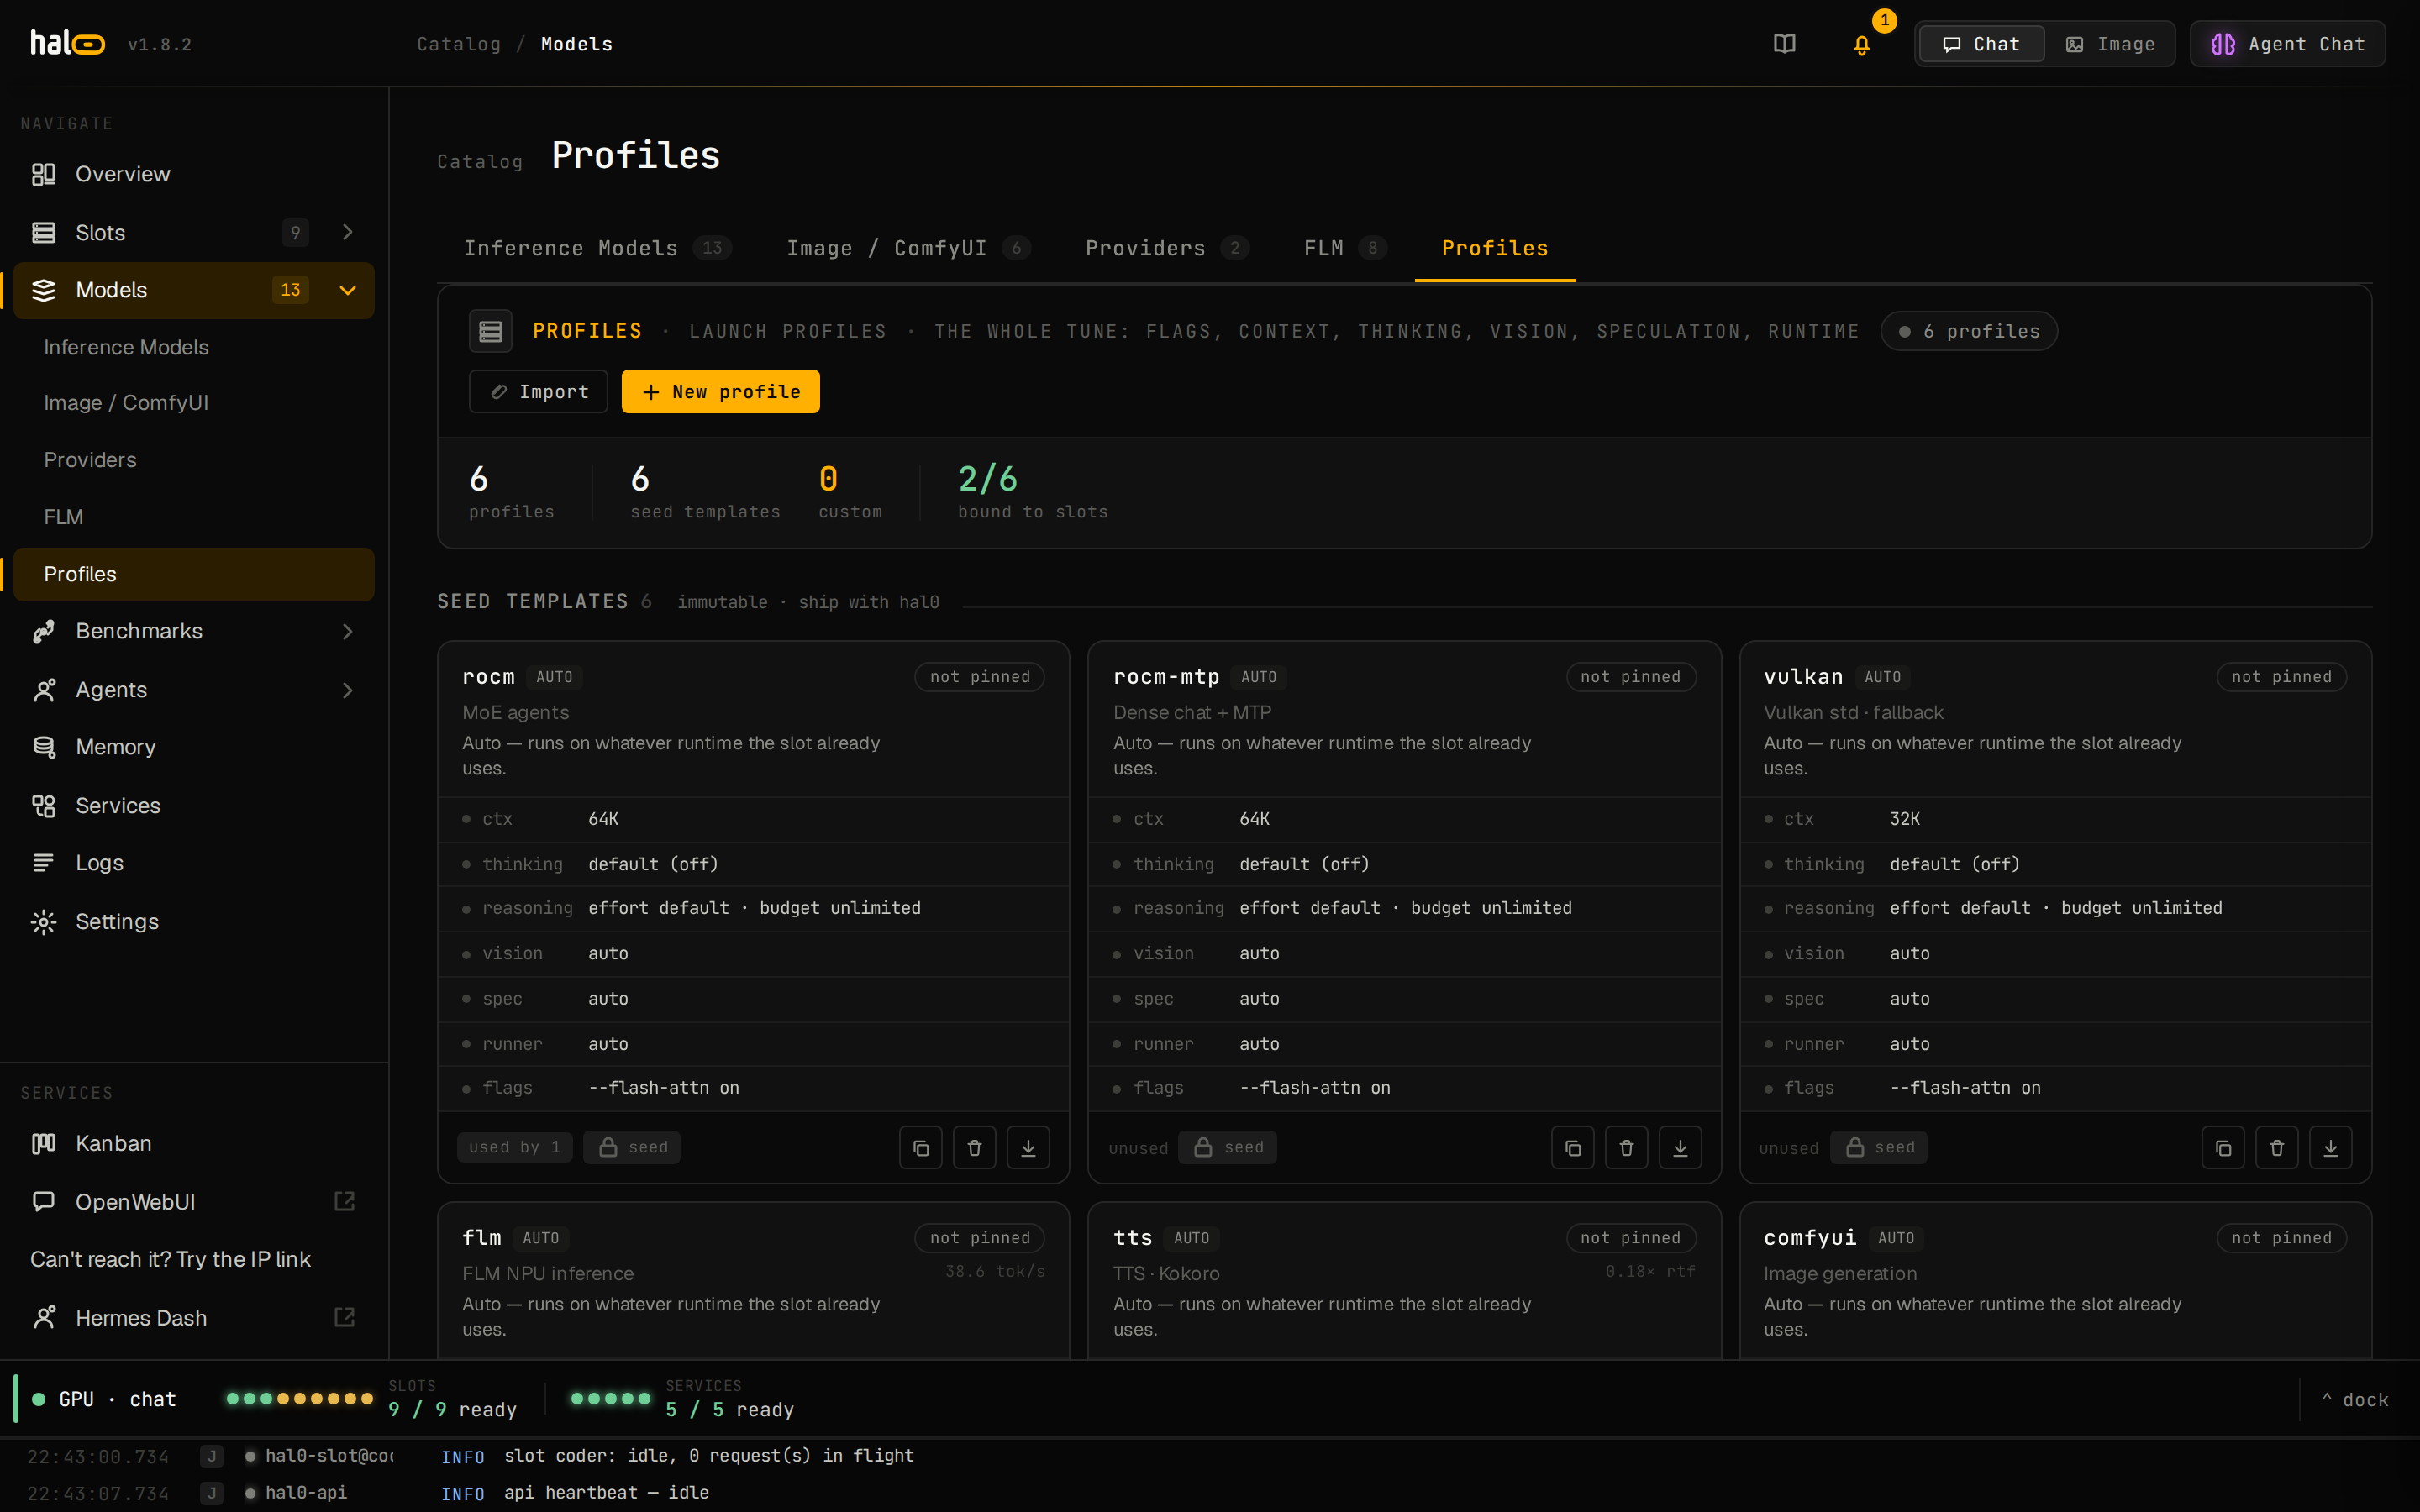 halo v1.8.2 Catalog / Models 1 Chat Image Agent Chat
NAVIGATE
Overview
Slots 9
Models 13
Inference Models
Image / ComfyUI
Providers
FLM
Profiles
Benchmarks
Agents
Memory
Services
Logs
Settings
SERVICES
Kanban
OpenWebUI
Can't reach it? Try the IP link
Hermes Dash
Catalog Profiles
Inference Models 13 Image / ComfyUI 6 Providers 2 FLM 8 Profiles
PROFILES · LAUNCH PROFILES · THE WHOLE TUNE: FLAGS, CONTEXT, THINKING, VISION, SPECULATION, RUNTIME 6 profiles
Import + New profile
6 6 0 2/6
profiles seed templates custom bound to slots
SEED TEMPLATES 6 immutable · ship with hal0
rocm AUTO not pinned
MoE agents
Auto — runs on whatever runtime the slot already
uses.
ctx 64K
thinking default (off)
reasoning effort default · budget unlimited
vision auto
spec auto
runner auto
flags --flash-attn on
used by 1 seed
rocm-mtp AUTO not pinned
Dense chat + MTP
Auto — runs on whatever runtime the slot already
uses.
ctx 64K
thinking default (off)
reasoning effort default · budget unlimited
vision auto
spec auto
runner auto
flags --flash-attn on
unused seed
vulkan AUTO not pinned
Vulkan std · fallback
Auto — runs on whatever runtime the slot already
uses.
ctx 32K
thinking default (off)
reasoning effort default · budget unlimited
vision auto
spec auto
runner auto
flags --flash-attn on
unused seed
flm AUTO not pinned
FLM NPU inference 38.6 tok/s
Auto — runs on whatever runtime the slot already
uses.
tts AUTO not pinned
TTS · Kokoro 0.18× rtf
Auto — runs on whatever runtime the slot already
uses.
comfyui AUTO not pinned
Image generation
Auto — runs on whatever runtime the slot already
uses.
GPU · chat
SLOTS
9 / 9 ready
SERVICES
5 / 5 ready
^ dock
22:43:00.734 J hal0-slot@coc INFO slot coder: idle, 0 request(s) in flight
22:43:07.734 J hal0-api INFO api heartbeat — idle